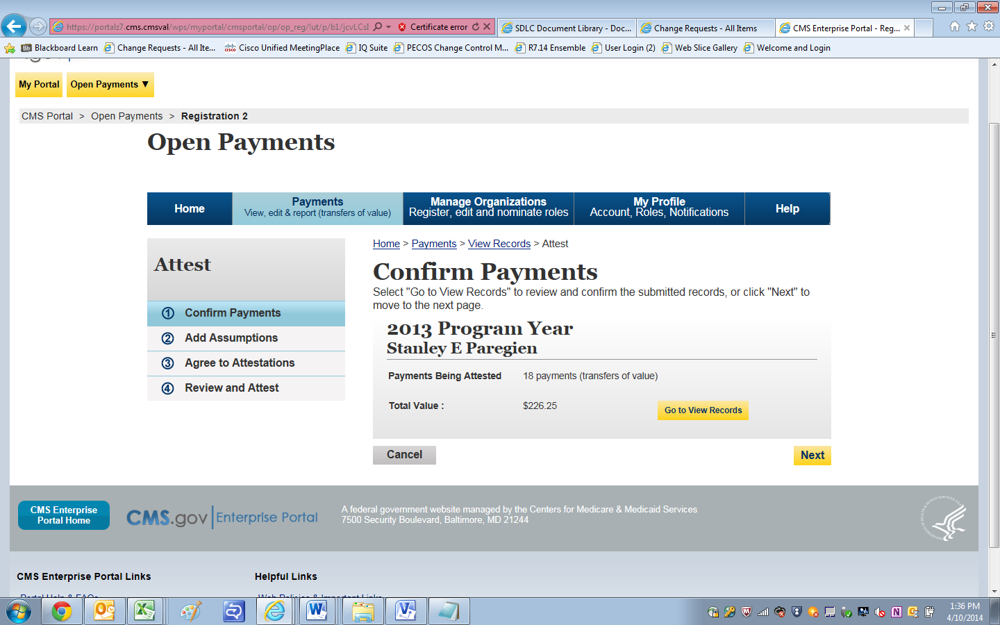 https://portalz7.cms.cmsval/wps/myportal/cmsportal/op/op_reg/!ut/p/b1/jcvLCsI
Certificate error
SDLC Document Library - Doc...
Change Requests - All Items
CMS Enterprise Portal - Reg...
Bb Blackboard Learn
Change Requests - All Ite...
Cisco Unified MeetingPlace
IQ Suite
PECOS Change Control M...
R7.14 Ensemble
User Login (2)
Web Slice Gallery
Welcome and Login
My Portal
Open Payments ▼
CMS Portal > Open Payments > Registration 2
Open Payments
Home
Payments
View, edit & report (transfers of value)
Manage Organizations
Register, edit and nominate roles
My Profile
Account, Roles, Notifications
Help
Attest
1 Confirm Payments
2 Add Assumptions
3 Agree to Attestations
4 Review and Attest
Home > Payments > View Records > Attest
Confirm Payments
Select "Go to View Records" to review and confirm the submitted records, or click "Next" to
move to the next page.
2013 Program Year
Stanley E Paregien
Payments Being Attested 18 payments (transfers of value)
Total Value : $226.25
Go to View Records
Cancel
Next
CMS Enterprise
Portal Home
CMS.gov Enterprise Portal
A federal government website managed by the Centers for Medicare & Medicaid Services
7500 Security Boulevard, Baltimore, MD 21244
CMS Enterprise Portal Links
Helpful Links
Portal Help & FAQs
Web Policies & Important Links
1:36 PM
4/10/2014